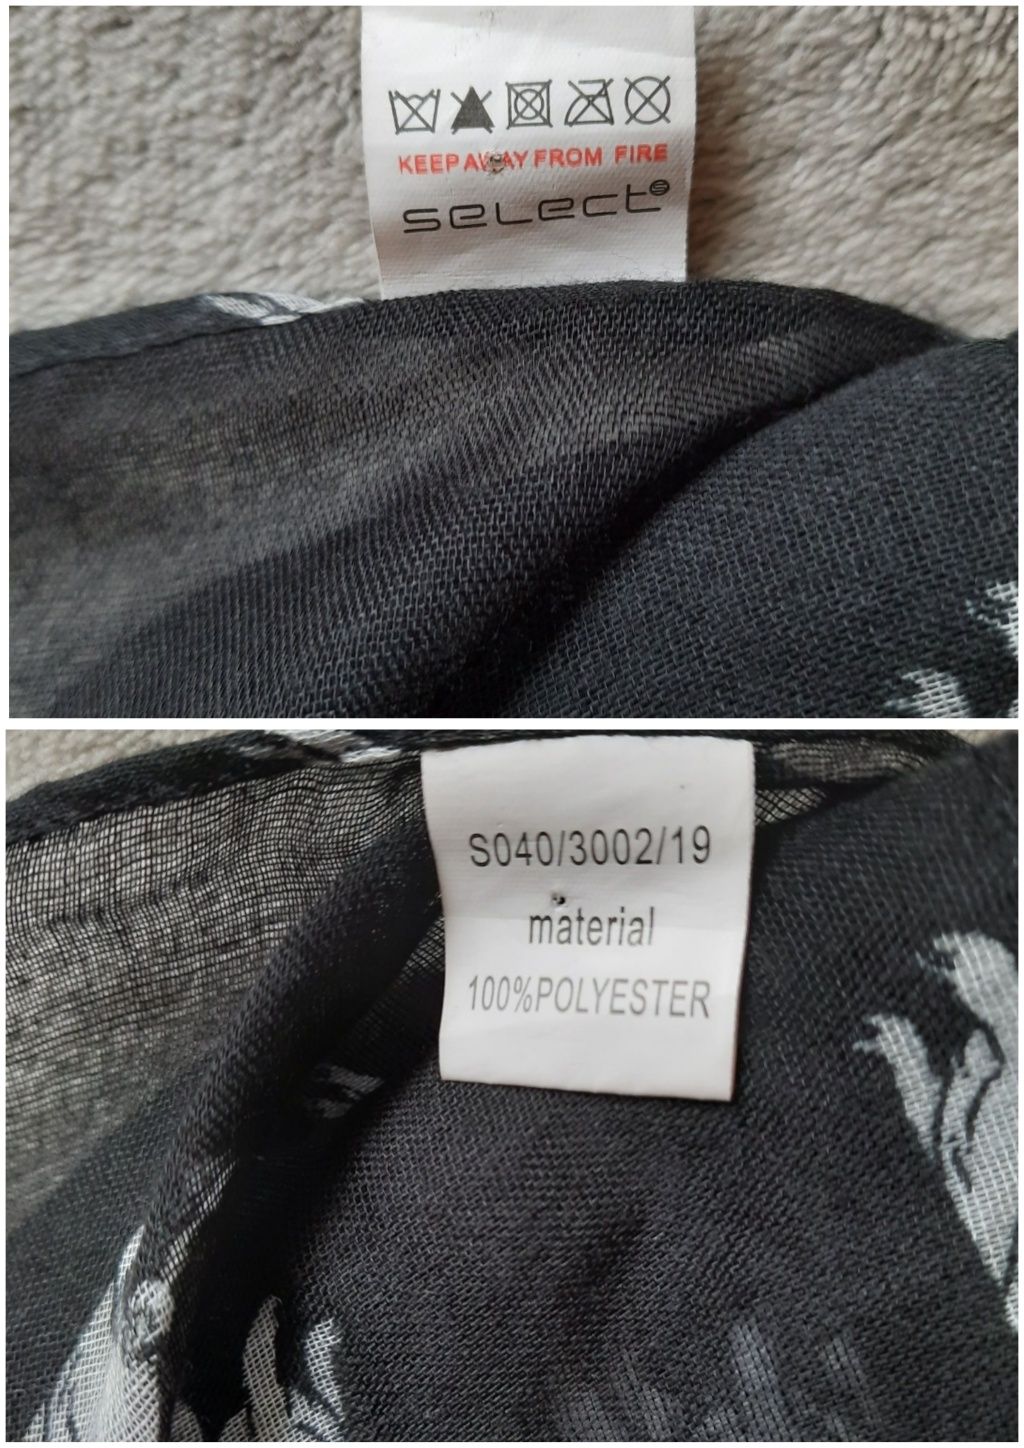 KEEP AWAY FROM FIRE
select
S040/3002/19
material
100%POLYESTER